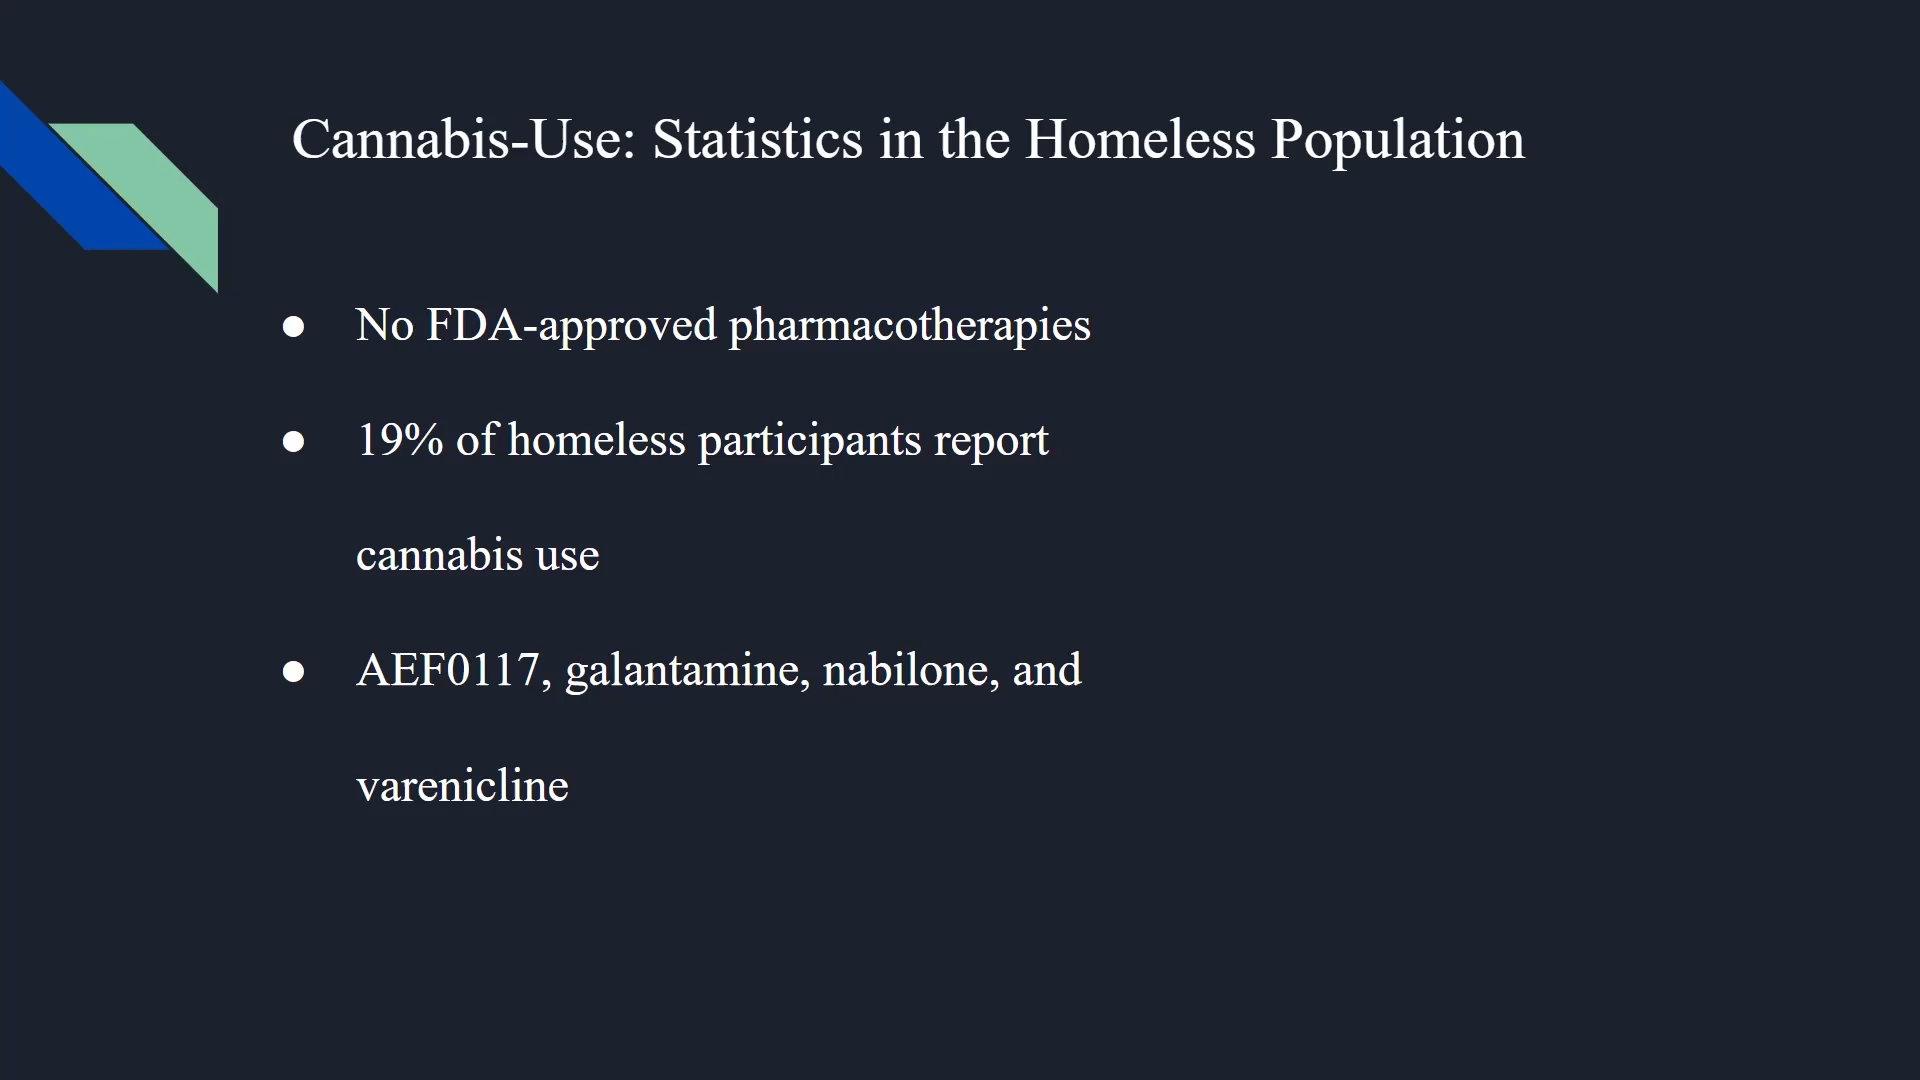 Cannabis-Use: Statistics in the Homeless Population
● No FDA-approved pharmacotherapies
● 19% of homeless participants report
cannabis use
● AEF0117, galantamine, nabilone, and
varenicline